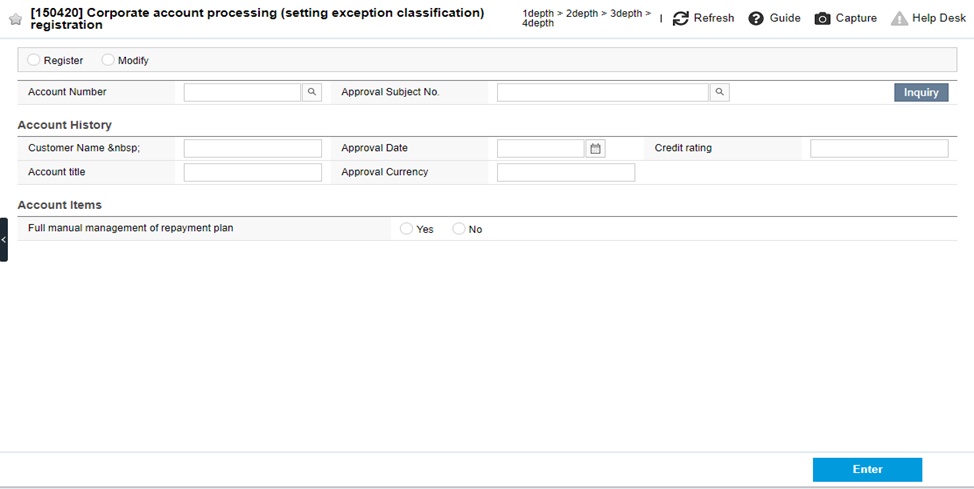 [150420] Corporate account processing (setting exception classification)
registration
1depth > 2depth > 3depth >
4depth
Refresh
Guide
Capture
Help Desk
Register
Modify
Account Number
Approval Subject No.
Inquiry
Account History
Customer Name &nbsp;
Approval Date
Credit rating
Account title
Approval Currency
Account Items
Full manual management of repayment plan
Yes
No
Enter